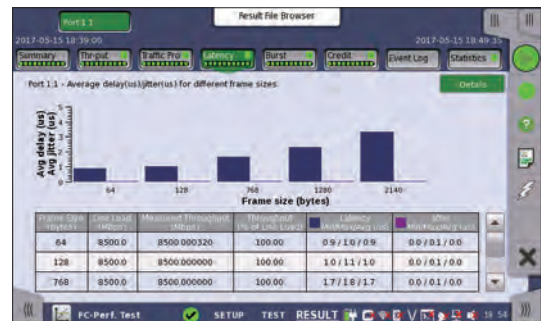 Port 1:1
Result File Browser
2017-05-15 18:39:00
2017-05-15 18:49:35
Summary
Thr-put
Traffic Pro
Latency
Burst
Credit
Event Log
Statistics
Port 1:1 - Average delay(us)/jitter(us) for different frame sizes.
Details
Avg delay (us)
Avg jitter (us)
5
4
3
2
1
64
128
768
1280
2140
Frame size (bytes)
Frame Size (Bytes)
Line Load (Mbps)
Measured Throughput (Mbps)
Throughput (% of Line Load)
Latency Min/Max/Avg (us)
Jitter Min/Max/Avg (us)
64 8500.0 8500.000320 100.00 0.9 / 1.0 / 0.9 0.0 / 0.1 / 0.0
128 8500.0 8500.000000 100.00 1.0 / 1.1 / 1.0 0.0 / 0.1 / 0.0
768 8500.0 8500.000000 100.00 1.7 / 1.8 / 1.7 0.0 / 0.1 / 0.0
FC-Perf. Test
SETUP
TEST
RESULT
19:54